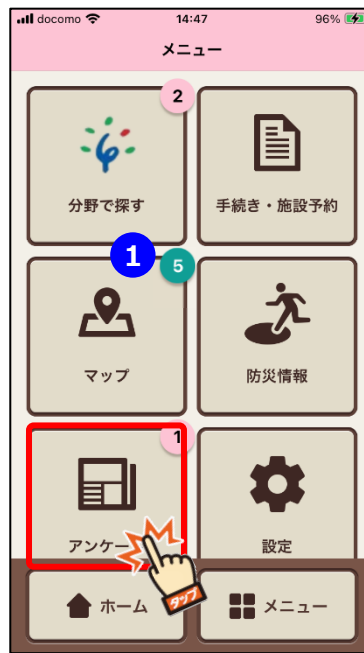 docomo 14:47 96%
メニュー
2
分野で探す 手続き・施設予約
1 5
マップ 防災情報
1
アンケー 設定
タップ
ホーム メニュー